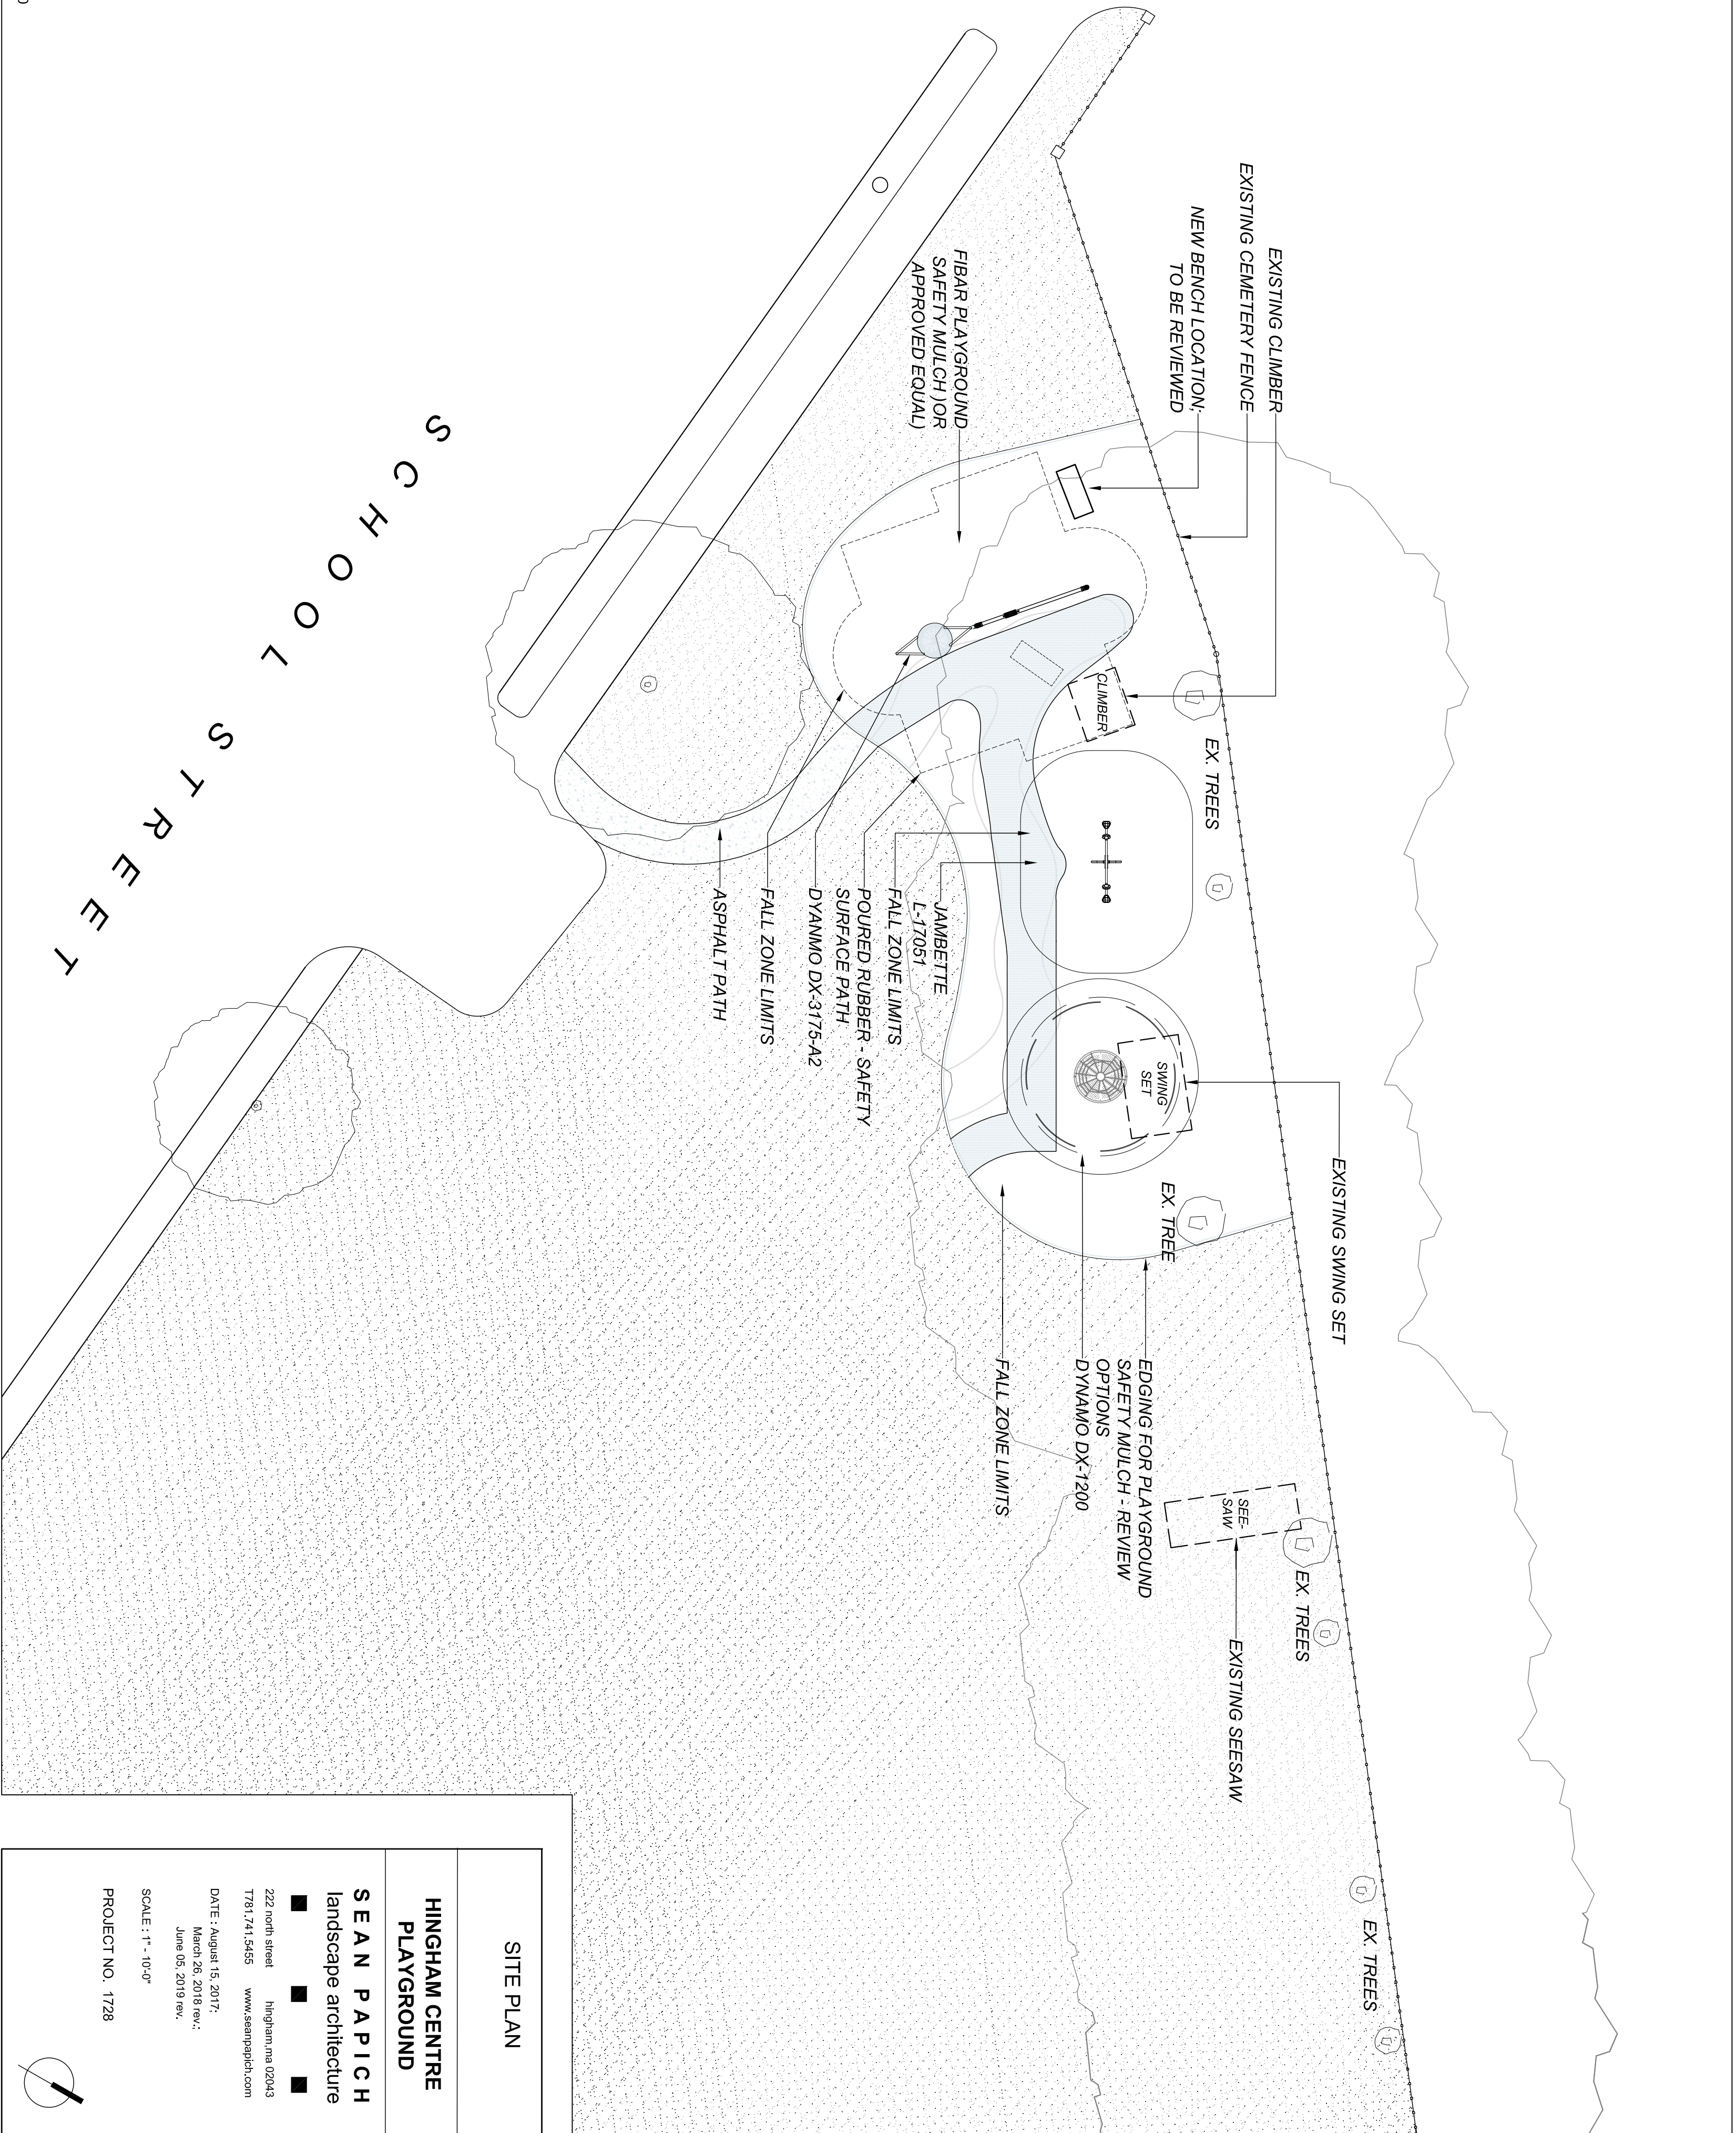 EXISTING CLIMBER
EXISTING CEMETERY FENCE
NEW BENCH LOCATION;
TO BE REVIEWED
FIBAR PLAYGROUND
SAFETY MULCH )OR
APPROVED EQUAL)
CLIMBER
EX. TREES
SWING
SET
EXISTING SWING SET
EX. TREE
JAMBETTE
L-17051
FALL ZONE LIMITS
POURED RUBBER - SAFETY
SURFACE PATH
DYANMO DX-3175-A2
FALL ZONE LIMITS
ASPHALT PATH
EDGING FOR PLAYGROUND
SAFETY MULCH - REVIEW
OPTIONS
DYNAMO DX-1200
FALL ZONE LIMITS
SEE-
SAW
EX. TREES
EXISTING SEESAW
EX. TREES
SCHOOL STREET
SITE PLAN
HINGHAM CENTRE
PLAYGROUND
SEAN PAPICH
landscape architecture
222 north street hingham,ma 02043
T781.741.5455 www.seanpapich.com
DATE : August 15, 2017;
March 26, 2018 rev.;
June 05, 2019 rev.
SCALE : 1" - 10'-0"
PROJECT NO. 1728